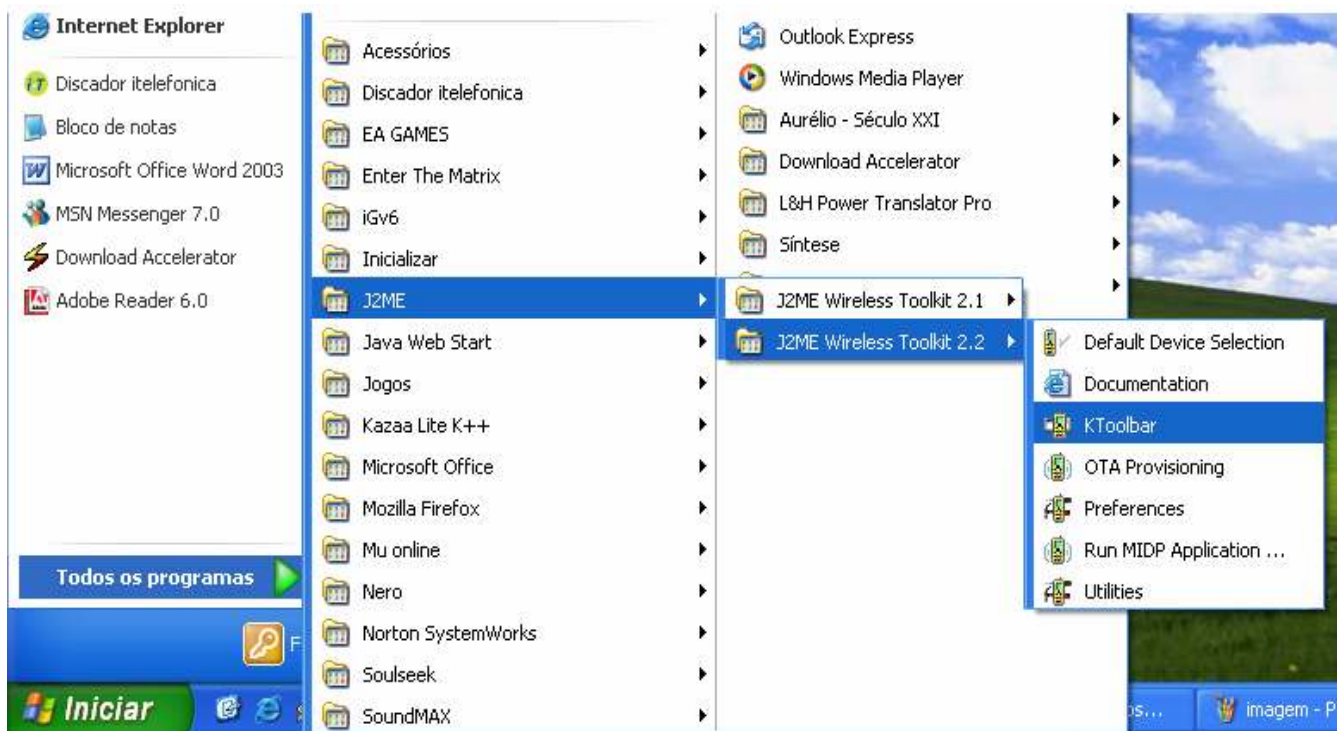 Internet Explorer
Discador itelefonica
Bloco de notas
Microsoft Office Word 2003
MSN Messenger 7.0
Download Accelerator
Adobe Reader 6.0
Todos os programas
F
Iniciar
Acessórios
Discador itelefonica
EA GAMES
Enter The Matrix
iGv6
Inicializar
J2ME
Java Web Start
Jogos
Kazaa Lite K++
Microsoft Office
Mozilla Firefox
Mu online
Nero
Norton SystemWorks
Soulseek
SoundMAX
Outlook Express
Windows Media Player
Aurélio - Século XXI
Download Accelerator
L&H Power Translator Pro
Síntese
J2ME Wireless Toolkit 2.1
J2ME Wireless Toolkit 2.2
Default Device Selection
Documentation
KToolbar
OTA Provisioning
Preferences
Run MIDP Application ...
Utilities
os...
imagem - P